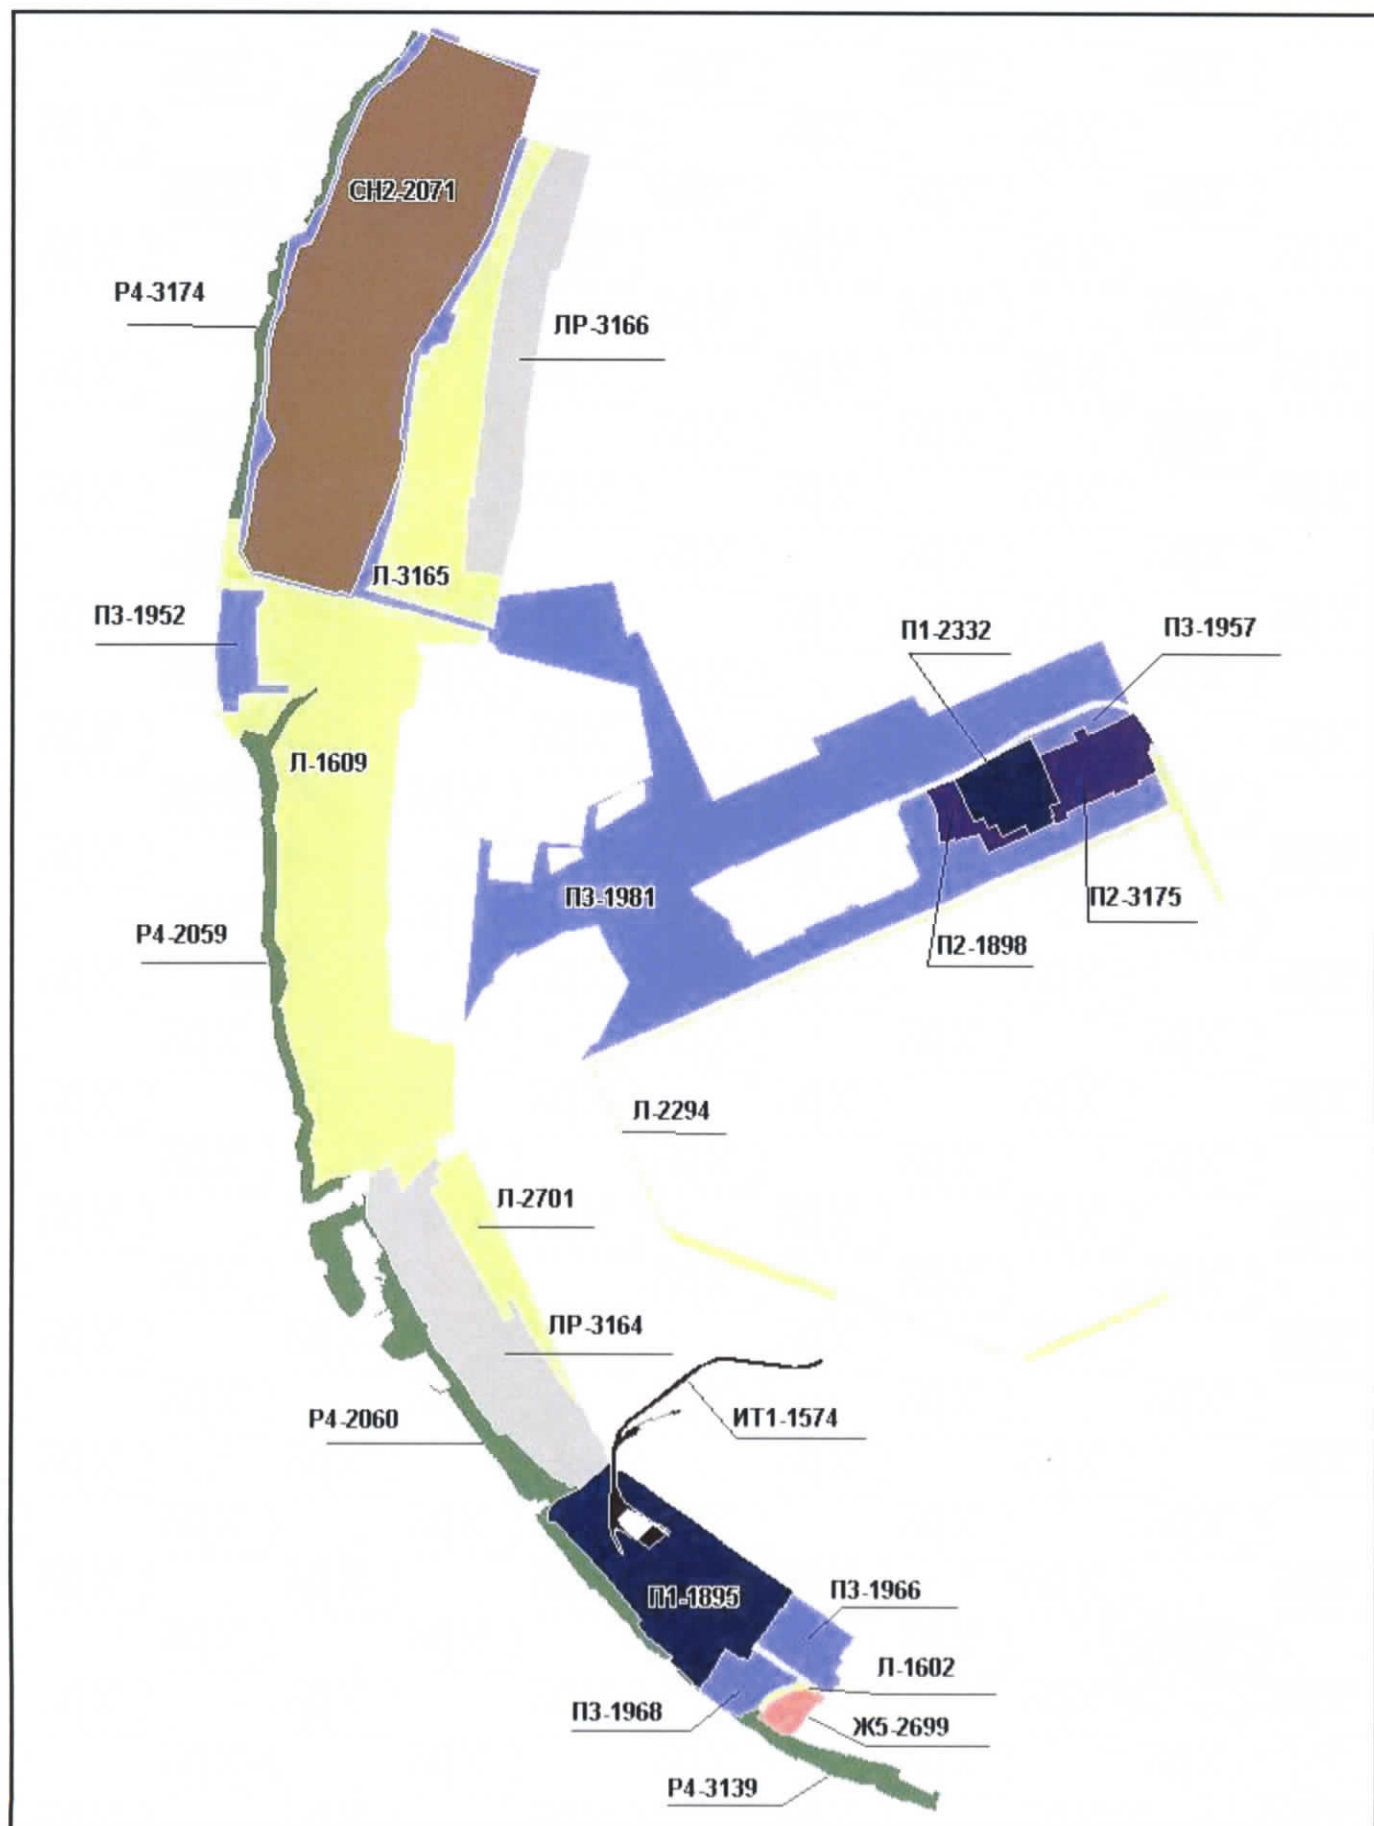 СН2-2071
Р4-3174
ЛР-3166
Л-3165
П3-1952
П1-2332
П3-1957
Л-1609
П3-1981
П2-3175
Р4-2059
П2-1898
Л-2294
Л-2701
ЛР-3164
Р4-2060
ИТ1-1574
П1-1895
П3-1966
Л-1602
П3-1968
Ж5-2699
Р4-3139